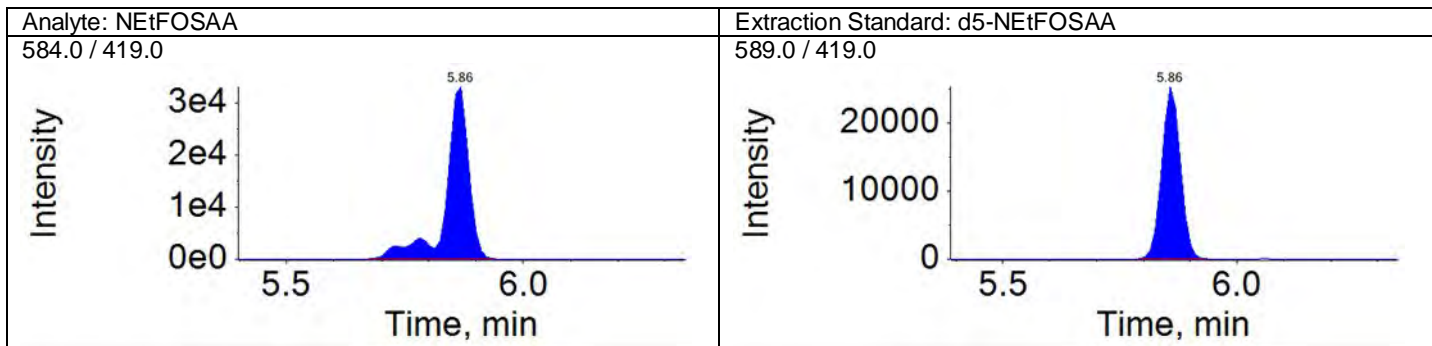 Analyte: NEtFOSAA
584.0 / 419.0
5.86
3e4
2e4
1e4
0e0
Intensity
5.5
6.0
Time, min
Extraction Standard: d5-NEtFOSAA
589.0 / 419.0
5.86
20000
10000
0
Intensity
5.5
6.0
Time, min